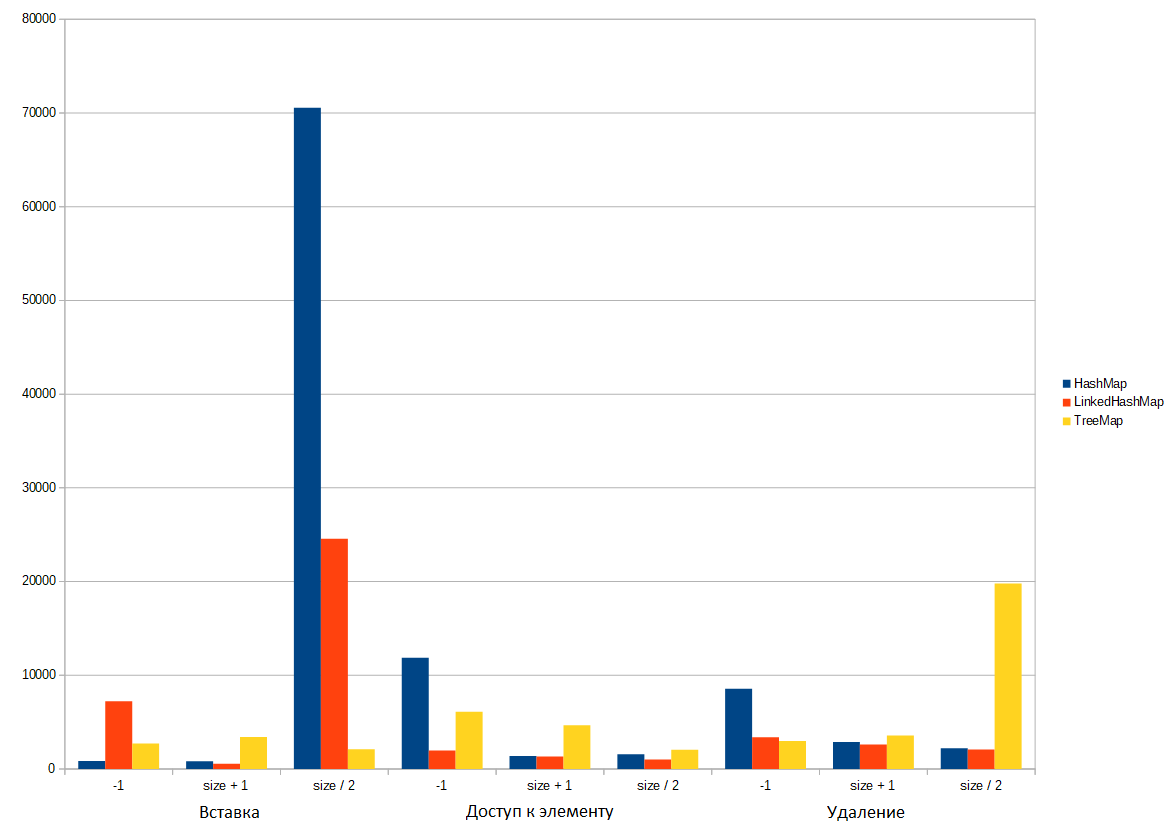 80000
70000
60000
50000
40000
30000
20000
10000
0
-1 size + 1 size / 2 -1 size + 1 size / 2 -1 size + 1 size / 2
Вставка Доступ к элементу Удаление
HashMap
LinkedHashMap
TreeMap